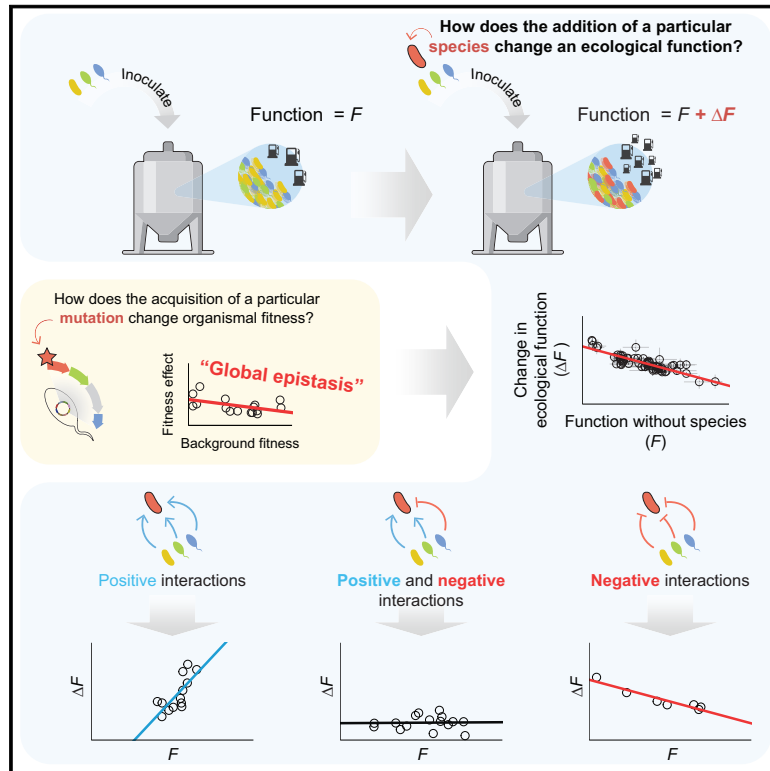 How does the addition of a particular
species change an ecological function?
Inoculate
Function = F
Inoculate
Function = F + ΔF
How does the acquisition of a particular
mutation change organismal fitness?
“Global epistasis”
Fitness effect
Background fitness
Change in
ecological function
(ΔF)
Function without species
(F)
Positive interactions
Positive and negative
interactions
Negative interactions
ΔF
F
ΔF
F
ΔF
F